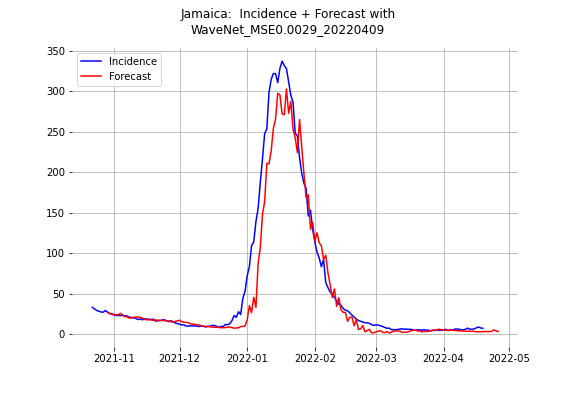 Jamaica:  Incidence + Forecast with
WaveNet_MSE0.0029_20220409
Incidence
Forecast
350
300
250
200
150
100
50
0
2021-11 2021-12 2022-01 2022-02 2022-03 2022-04 2022-05